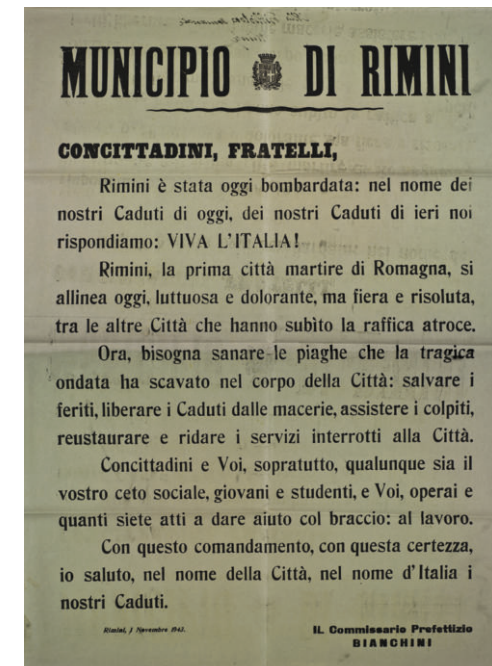 MUNICIPIO DI RIMINI
CONCITTADINI, FRATELLI,
Rimini è stata oggi bombardata: nel nome dei
nostri Caduti di oggi, dei nostri Caduti di ieri noi
rispondiamo: VIVA L'ITALIA!
Rimini, la prima città martire di Romagna, si
allinea oggi, luttuosa e dolorante, ma fiera e risoluta,
tra le altre Città che hanno subìto la raffica atroce.
Ora, bisogna sanare le piaghe che la tragica
ondata ha scavato nel corpo della Città: salvare i
feriti, liberare i Caduti dalle macerie, assistere i colpiti,
reustaurare e ridare i servizi interrotti alla Città.
Concittadini e Voi, sopratutto, qualunque sia il
vostro ceto sociale, giovani e studenti, e Voi, operai e
quanti siete atti a dare aiuto col braccio: al lavoro.
Con questo comandamento, con questa certezza,
io saluto, nel nome della Città, nel nome d'Italia i
nostri Caduti.
Rimini, 1 Novembre 1943.
IL Commissario Prefettizio
BIANCHINI